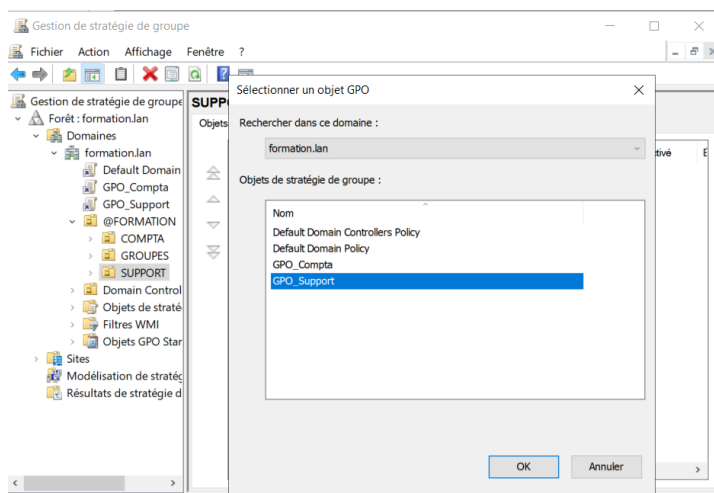 Gestion de stratégie de groupe
Fichier Action Affichage Fenêtre ?
Gestion de stratégie de groupe
Forêt : formation.lan
Domaines
formation.lan
Default Domain
GPO_Compta
GPO_Support
@FORMATION
COMPTA
GROUPES
SUPPORT
Domain Control
Objets de straté
Filtres WMI
Objets GPO Star
Sites
Modélisation de stratég
Résultats de stratégie d
SUPP
Objets
Sélectionner un objet GPO
Rechercher dans ce domaine :
formation.lan
Objets de stratégie de groupe :
Nom
Default Domain Controllers Policy
Default Domain Policy
GPO_Compta
GPO_Support
OK Annuler
tivé